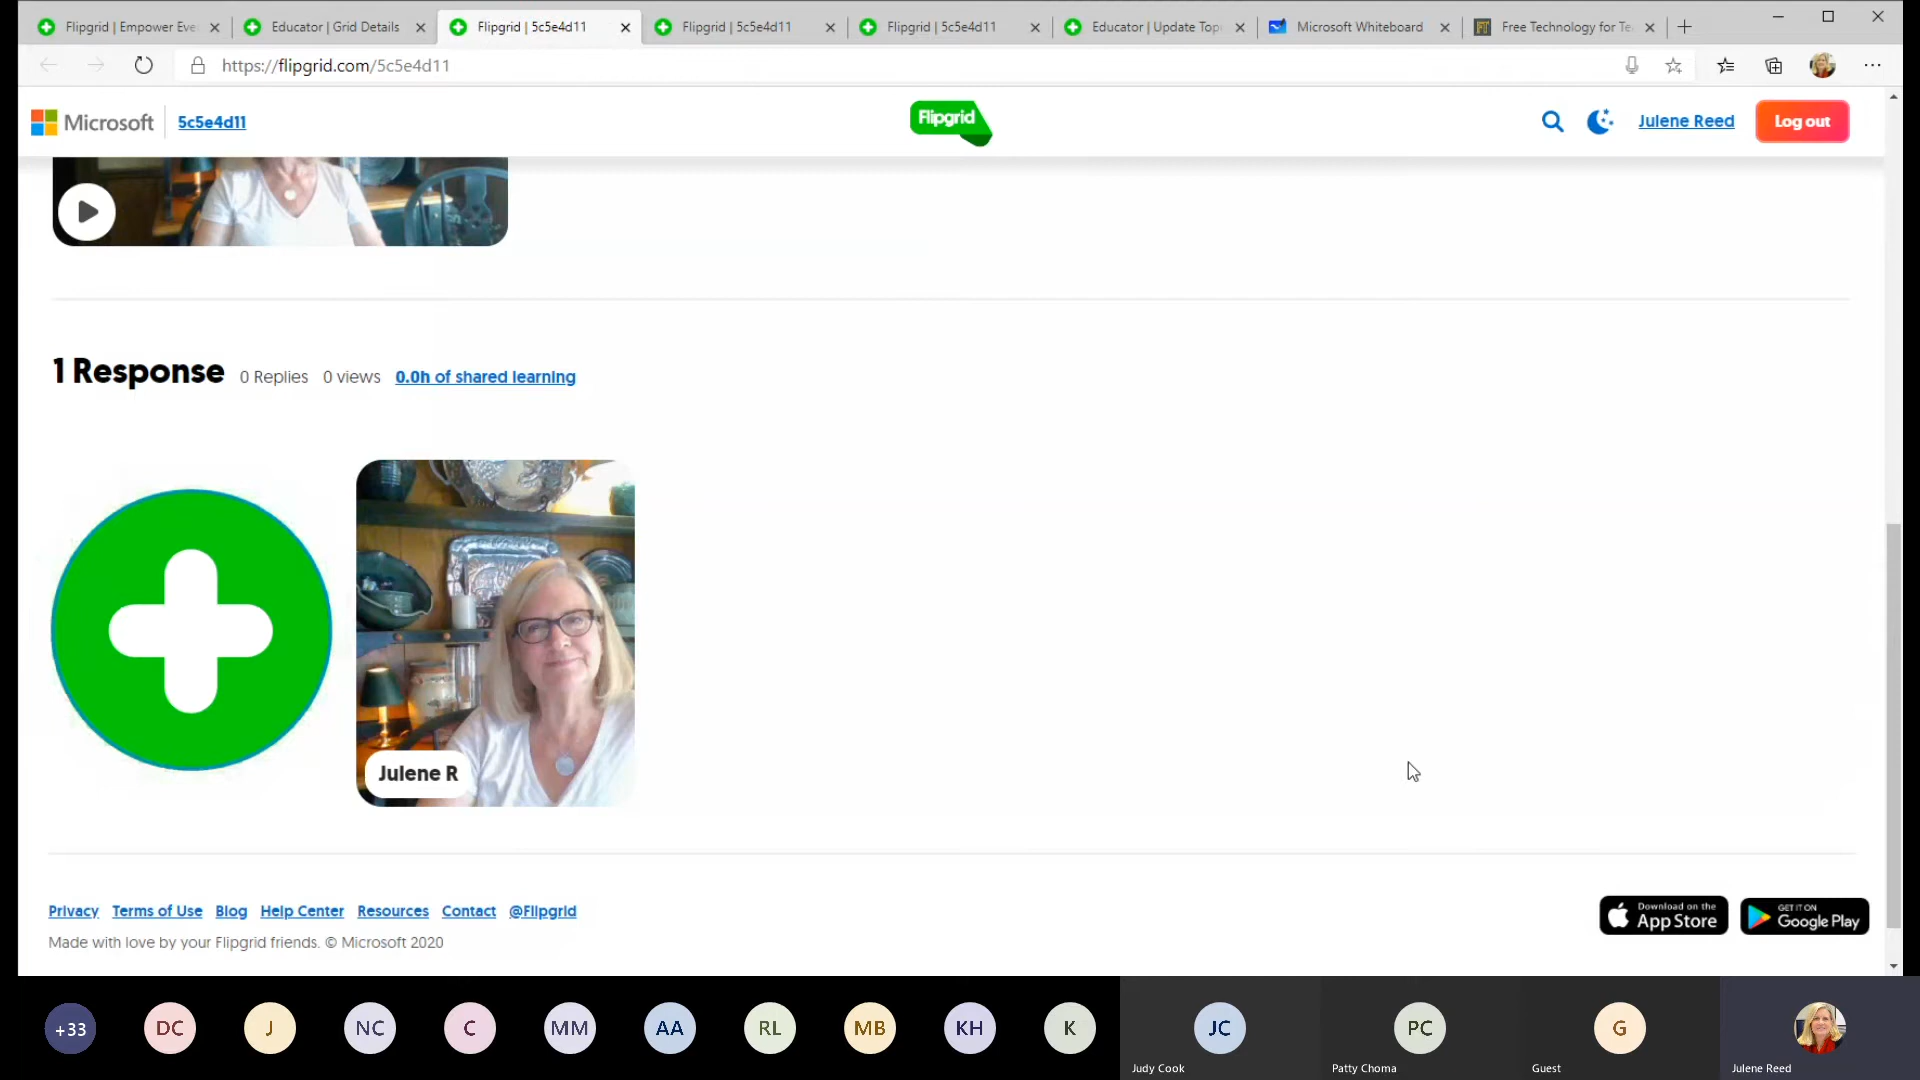 Flipgrid | Empower Eve
Educator | Grid Details
Flipgrid | 5c5e4d11
Flipgrid | 5c5e4d11
Flipgrid | 5c5e4d11
Educator | Update Top
Microsoft Whiteboard
Free Technology for Te
https://flipgrid.com/5c5e4d11
Microsoft
5c5e4d11
Flipgrid
Julene Reed
Log out
1 Response 0 Replies 0 views 0.0h of shared learning
Julene R
Privacy Terms of Use Blog Help Center Resources Contact @Flipgrid
Made with love by your Flipgrid friends. © Microsoft 2020
Download on the
App Store
GET IT ON
Google Play
+33
DC
J
NC
C
MM
AA
RL
MB
KH
K
JC
Judy Cook
PC
Patty Choma
G
Guest
Julene Reed